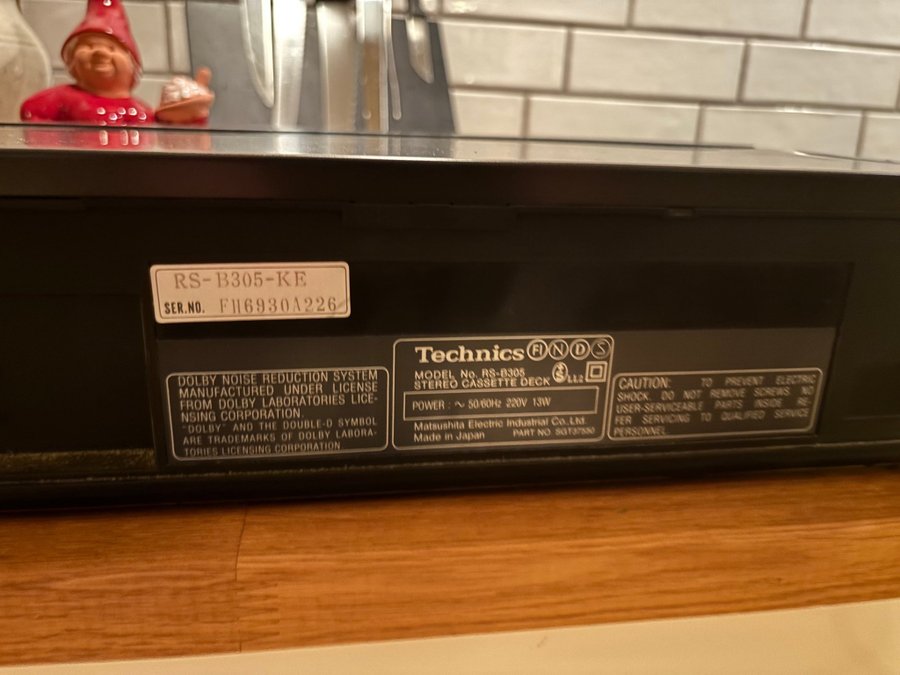 RS-B305-KE
SER.NO. FH6930A226
DOLBY NOISE REDUCTION SYSTEM
MANUFACTURED UNDER LICENSE
FROM DOLBY LABORATORIES LICE-
NSING CORPORATION.
"DOLBY" AND THE DOUBLE-D SYMBOL
ARE TRADEMARKS OF DOLBY LABORA-
TORIES LICENSING CORPORATION
Technics FI N D S
MODEL No. RS-B305
STEREO CASSETTE DECK
LL2
POWER : ~ 50/60Hz 220V 13W
Matsushita Electric Industrial Co.,Ltd.
Made in Japan PART NO. SGT37550
CAUTION: TO PREVENT ELECTRIC
SHOCK, DO NOT REMOVE SCREWS. NO
USER-SERVICEABLE PARTS INSIDE. RE-
FER SERVICING TO QUALIFIED SERVICE
PERSONNEL.